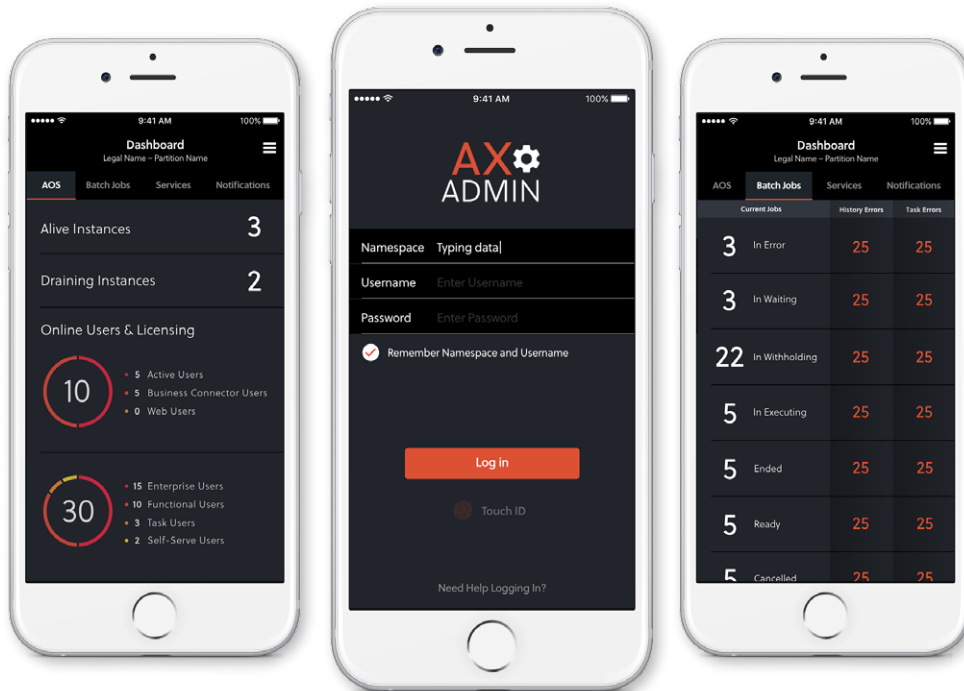 9:41 AM 100%
Dashboard
Legal Name – Partition Name
AOS Batch Jobs Services Notifications
Alive Instances 3
Draining Instances 2
Online Users & Licensing
10
5 Active Users
5 Business Connector Users
0 Web Users
30
15 Enterprise Users
10 Functional Users
3 Task Users
2 Self-Serve Users
9:41 AM 100%
AX
ADMIN
Namespace Typing data
Username Enter Username
Password Enter Password
Remember Namespace and Username
Log in
Touch ID
Need Help Logging In?
9:41 AM 100%
Dashboard
Legal Name – Partition Name
AOS Batch Jobs Services Notifications
Current Jobs History Errors Task Errors
3 In Error 25 25
3 In Waiting 25 25
22 In Withholding 25 25
5 In Executing 25 25
5 Ended 25 25
5 Ready 25 25
5 Cancelled 25 25